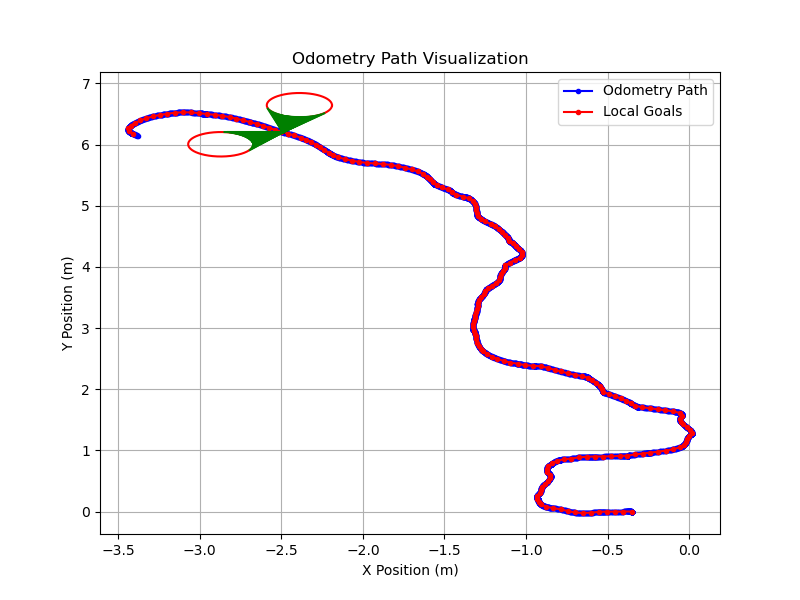 Odometry Path Visualization
Odometry Path
Local Goals
Y Position (m)
7
6
5
4
3
2
1
0
−3.5 −3.0 −2.5 −2.0 −1.5 −1.0 −0.5 0.0
X Position (m)